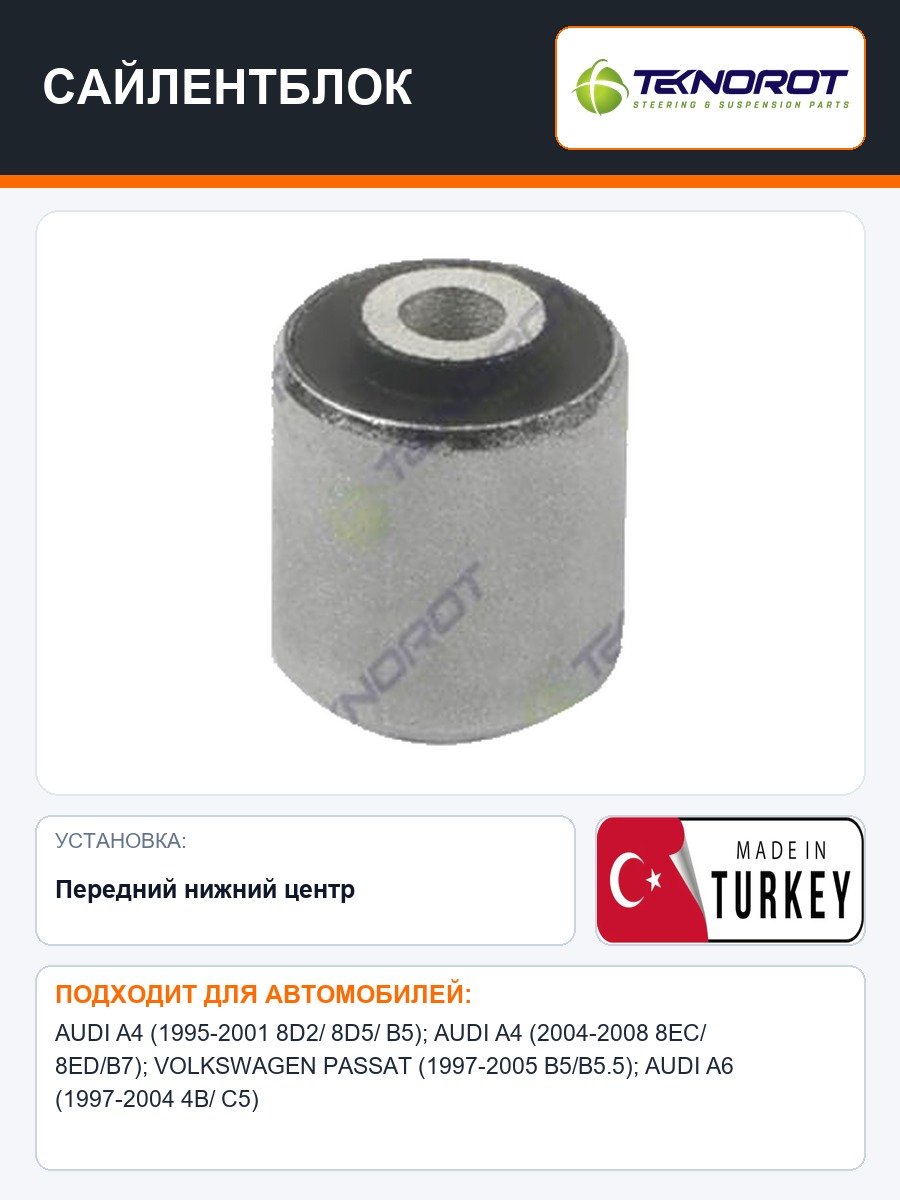 САЙЛЕНТБЛОК
TEKNOROT
STEERING & SUSPENSION PARTS
TEKNOROT
TEKNOROT
УСТАНОВКА:
Передний нижний центр
MADE IN
TURKEY
ПОДХОДИТ ДЛЯ АВТОМОБИЛЕЙ:
AUDI A4 (1995-2001 8D2/ 8D5/ B5); AUDI A4 (2004-2008 8EC/
8ED/B7); VOLKSWAGEN PASSAT (1997-2005 B5/B5.5); AUDI A6
(1997-2004 4B/ C5)